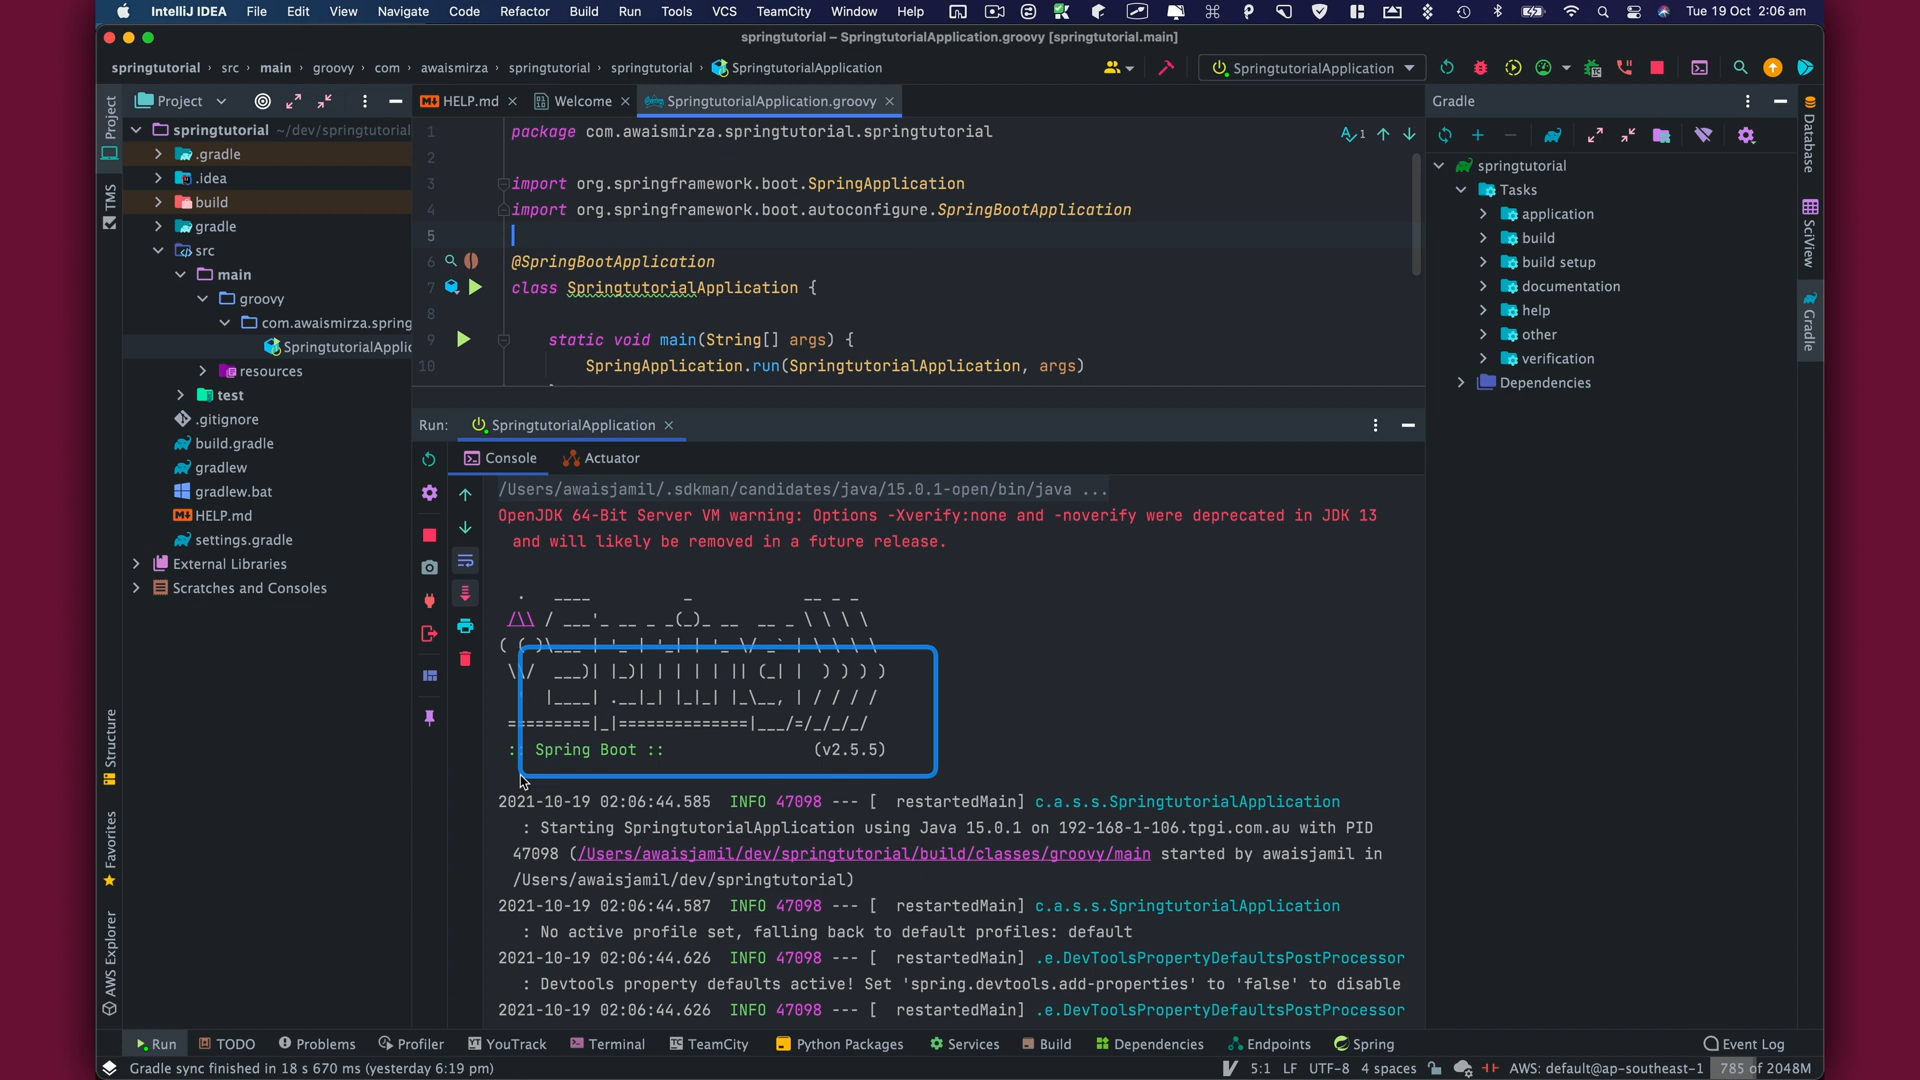 IntelliJ IDEA File Edit View Navigate Code Refactor Build Run Tools VCS TeamCity Window Help Tue 19 Oct 2:06 am
springtutorial – SpringtutorialApplication.groovy [springtutorial.main]
springtutorial › src › main › groovy › com › awaismirza › springtutorial › springtutorial › SpringtutorialApplication
SpringtutorialApplication
Project
HELP.md
Welcome
SpringtutorialApplication.groovy
Gradle
springtutorial ~/dev/springtutorial
.gradle
.idea
build
gradle
src
main
groovy
com.awaismirza.spring
SpringtutorialApplic
resources
test
.gitignore
build.gradle
gradlew
gradlew.bat
HELP.md
settings.gradle
External Libraries
Scratches and Consoles
1 package com.awaismirza.springtutorial.springtutorial
2
3 import org.springframework.boot.SpringApplication
4 import org.springframework.boot.autoconfigure.SpringBootApplication
5
6 @SpringBootApplication
7 class SpringtutorialApplication {
8
9 static void main(String[] args) {
10 SpringApplication.run(SpringtutorialApplication, args)
1
springtutorial
Tasks
application
build
build setup
documentation
help
other
verification
Dependencies
Project
TMS
Structure
Favorites
AWS Explorer
Database
SciView
Gradle
Run: SpringtutorialApplication
Console Actuator
/Users/awaisjamil/.sdkman/candidates/java/15.0.1-open/bin/java ...
OpenJDK 64-Bit Server VM warning: Options -Xverify:none and -noverify were deprecated in JDK 13
and will likely be removed in a future release.
  .   ____          _            __ _ _
 /\\ / ___'_ __ _ _(_)_ __  __ _ \ \ \ \
( ( )\___ | '_ | '_| | '_ \/ _` | \ \ \ \
 \\/  ___)| |_)| | | | | || (_| |  ) ) ) )
  '  |____| .__|_| |_|_| |_\__, | / / / /
 =========|_|==============|___/=/_/_/_/
 :: Spring Boot ::                (v2.5.5)
2021-10-19 02:06:44.585 INFO 47098 --- [ restartedMain] c.a.s.s.SpringtutorialApplication
: Starting SpringtutorialApplication using Java 15.0.1 on 192-168-1-106.tpgi.com.au with PID
47098 (/Users/awaisjamil/dev/springtutorial/build/classes/groovy/main started by awaisjamil in
/Users/awaisjamil/dev/springtutorial)
2021-10-19 02:06:44.587 INFO 47098 --- [ restartedMain] c.a.s.s.SpringtutorialApplication
: No active profile set, falling back to default profiles: default
2021-10-19 02:06:44.626 INFO 47098 --- [ restartedMain] .e.DevToolsPropertyDefaultsPostProcessor
: Devtools property defaults active! Set 'spring.devtools.add-properties' to 'false' to disable
2021-10-19 02:06:44.626 INFO 47098 --- [ restartedMain] .e.DevToolsPropertyDefaultsPostProcessor
Run TODO Problems Profiler YouTrack Terminal TeamCity Python Packages Services Build Dependencies Endpoints Spring Event Log
Gradle sync finished in 18 s 670 ms (yesterday 6:19 pm) 5:1 LF UTF-8 4 spaces AWS: default@ap-southeast-1 785 of 2048M